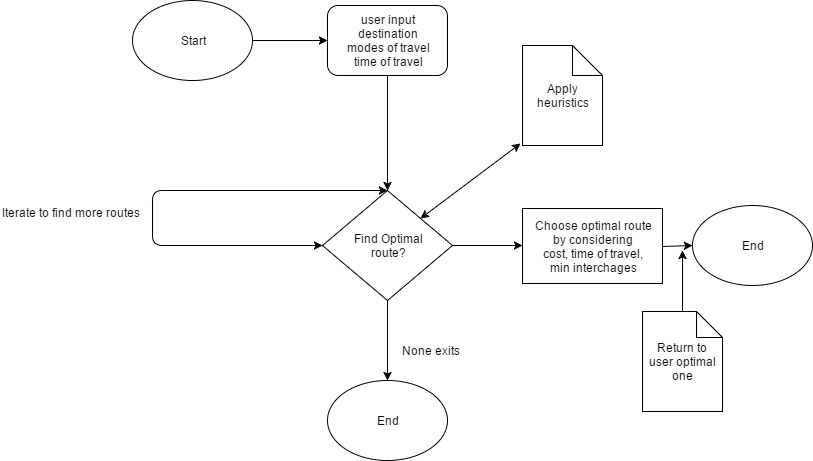 Start
user input
destination
modes of travel
time of travel
Apply
heuristics
Iterate to find more routes
Find Optimal
route?
Choose optimal route
by considering
cost, time of travel,
min interchages
End
None exits
Return to
user optimal
one
End